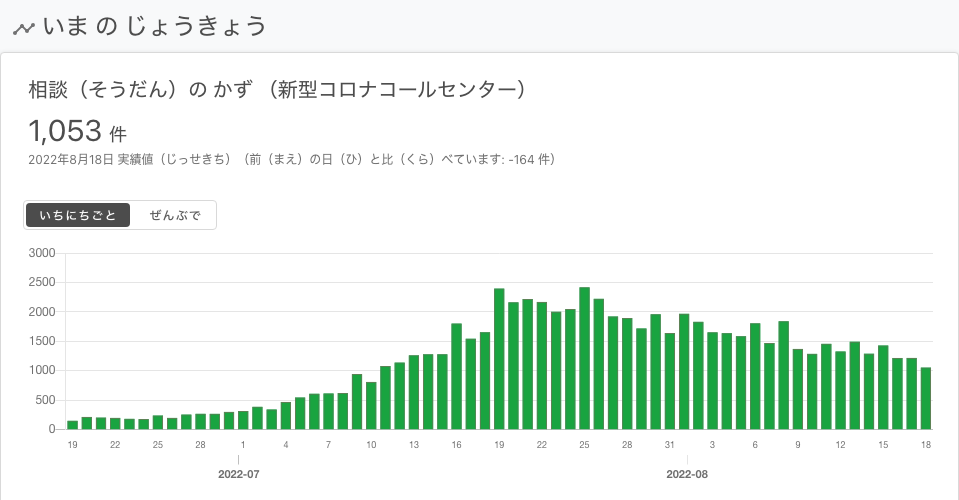 いま の じょうきょう
相談（そうだん）の かず （新型コロナコールセンター）
1,053 件
2022年8月18日 実績値（じっせきち）（前（まえ）の日（ひ）と比（くら）べています: -164 件）
いちにちごと ぜんぶで
3000
2500
2000
1500
1000
500
0
19 22 25 28 1 4 7 10 13 16 19 22 25 28 31 3 6 9 12 15 18
2022-07 2022-08